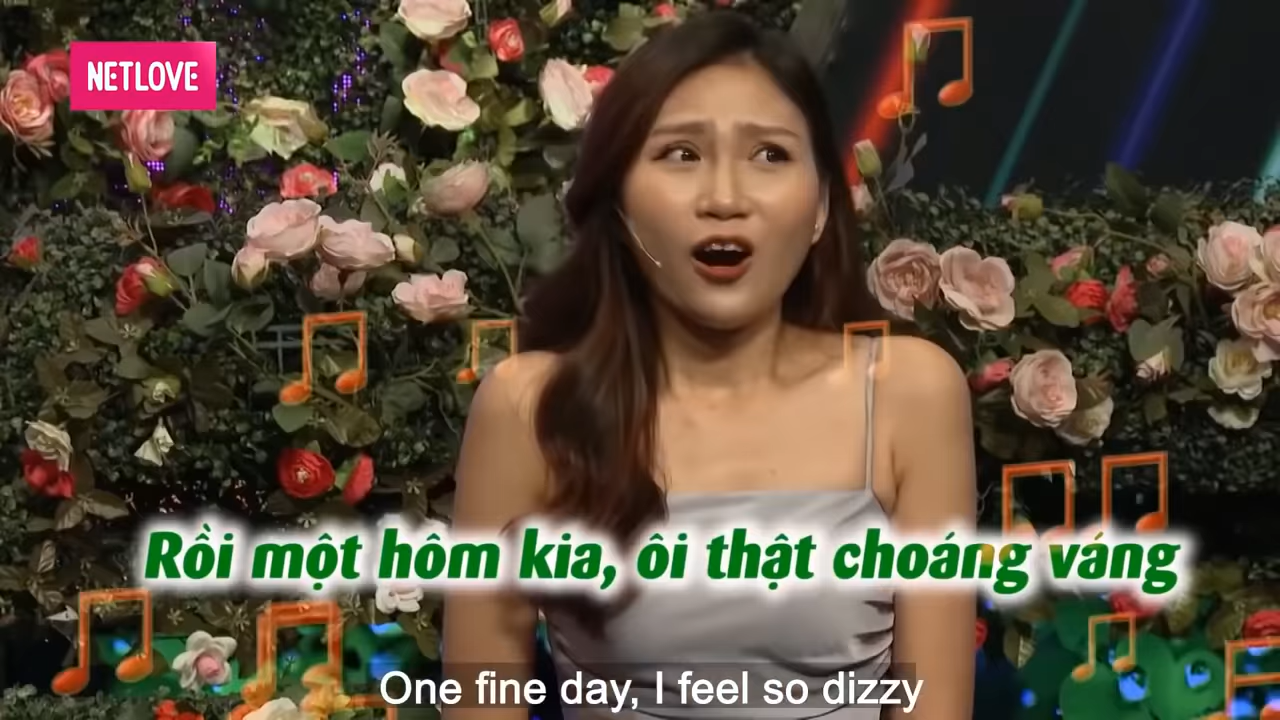 NETLOVE
Rồi một hôm kia, ôi thật choáng váng
One fine day, I feel so dizzy